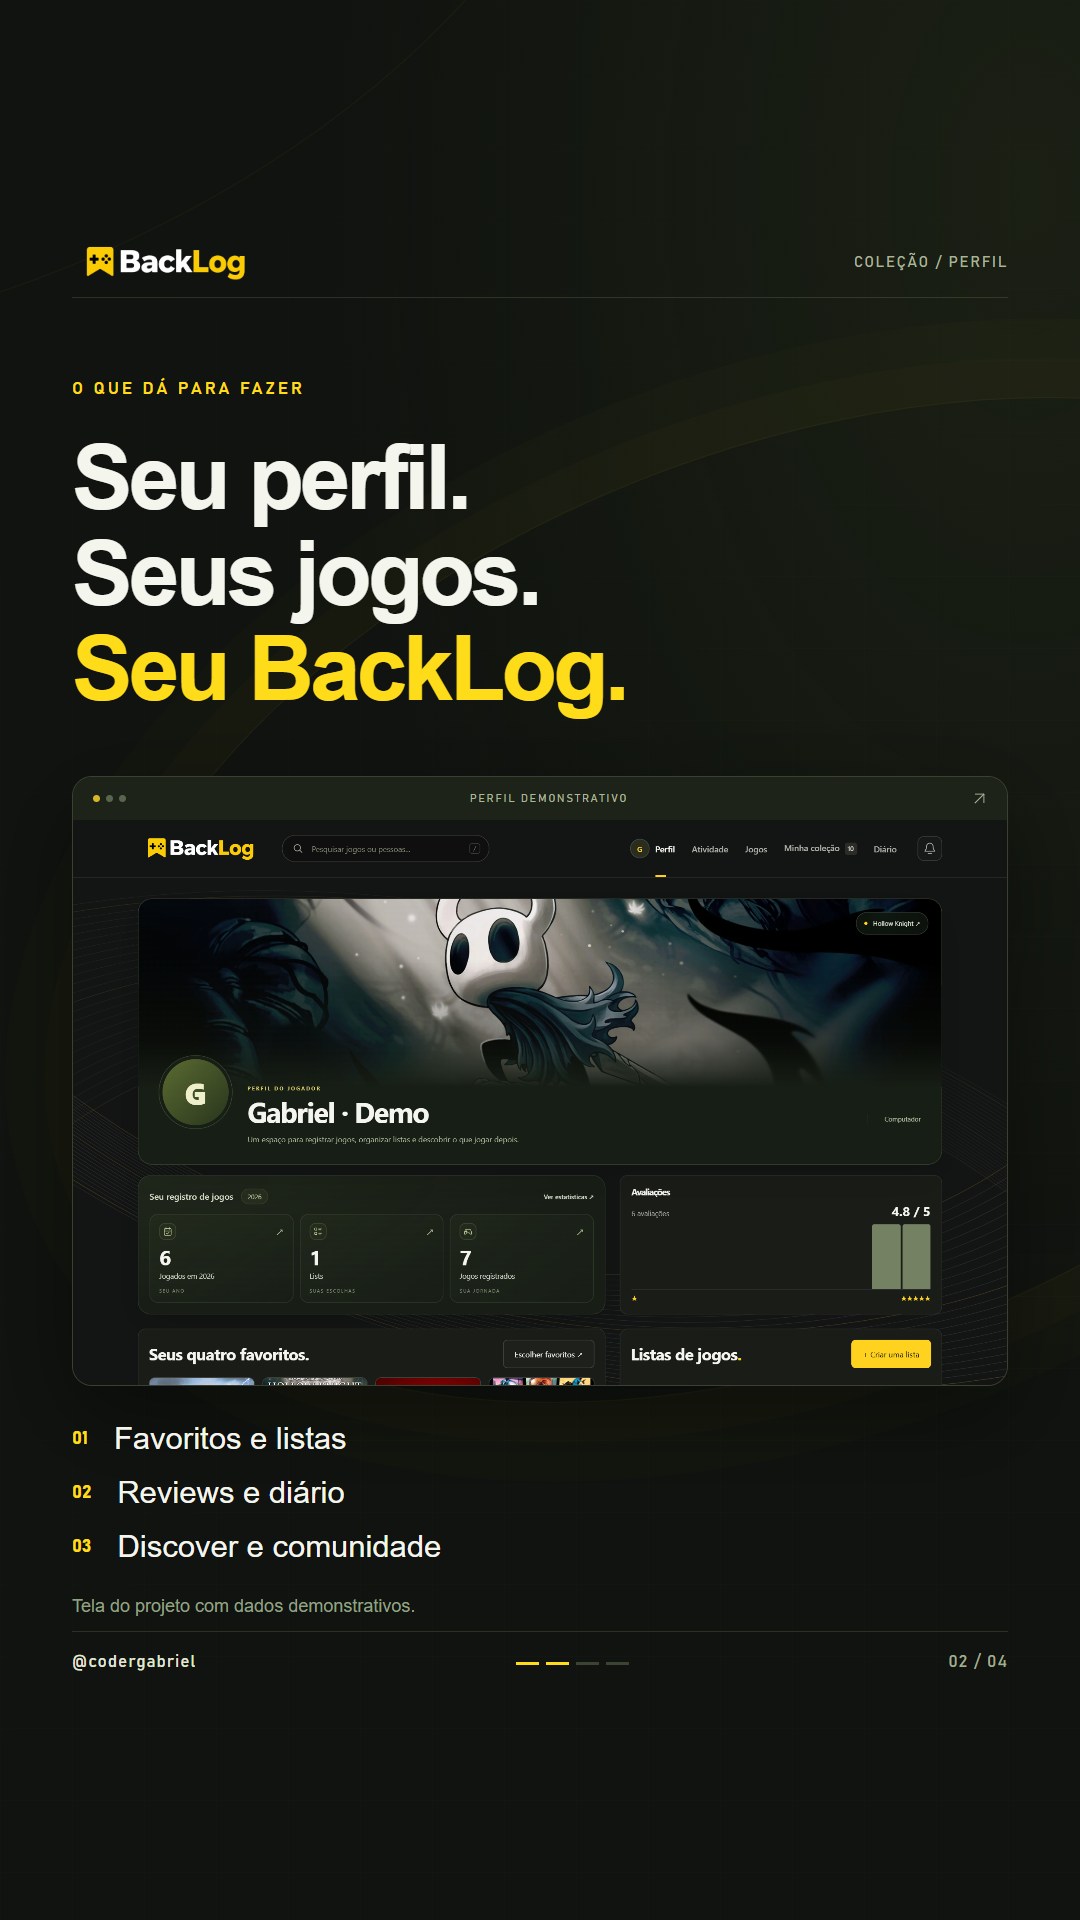 BackLog
COLEÇÃO / PERFIL
O QUE DÁ PARA FAZER
Seu perfil.
Seus jogos.
Seu BackLog.
PERFIL DEMONSTRATIVO
BackLog
Pesquisar jogos ou pessoas...
/
G
Perfil
Atividade
Jogos
Minha coleção
10
Diário
Hollow Knight ↗
G
PERFIL DO JOGADOR
Gabriel · Demo
Um espaço para registrar jogos, organizar listas e descobrir o que jogar depois.
Computador
Seu registro de jogos
2026
Ver estatísticas ↗
6
Jogados em 2026
SEU ANO
1
Lists
SUAS ESCOLHAS
7
Jogos registrados
SUA JORNADA
Avaliações
6 avaliações
4.8 / 5
★
★★★★★
Seus quatro favoritos.
Escolher favoritos ↗
Listas de jogos.
+ Criar uma lista
01 Favoritos e listas
02 Reviews e diário
03 Discover e comunidade
Tela do projeto com dados demonstrativos.
@codergabriel
02 / 04